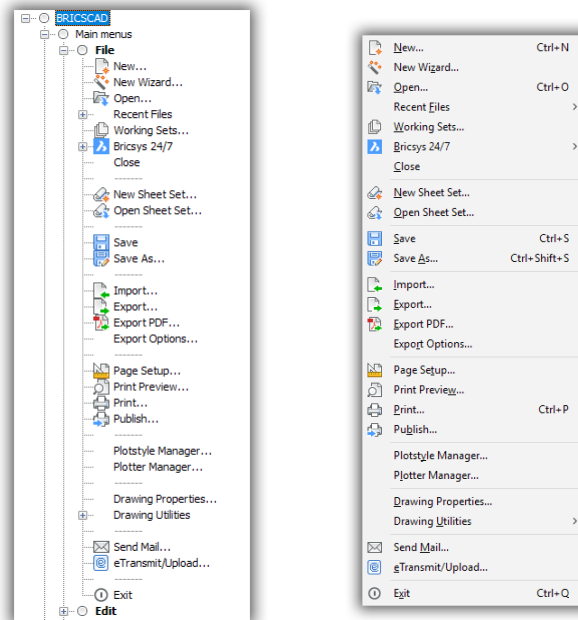 BRICSCAD
Main menus
File
New...
New Wizard...
Open...
Recent Files
Working Sets...
Bricsys 24/7
Close
New Sheet Set...
Open Sheet Set...
Save
Save As...
Import...
Export...
Export PDF...
Export Options...
Page Setup...
Print Preview...
Print...
Publish...
Plotstyle Manager...
Plotter Manager...
Drawing Properties...
Drawing Utilities
Send Mail...
eTransmit/Upload...
Exit
Edit
New... Ctrl+N
New Wizard...
Open... Ctrl+O
Recent Files
Working Sets...
Bricsys 24/7
Close
New Sheet Set...
Open Sheet Set...
Save Ctrl+S
Save As... Ctrl+Shift+S
Import...
Export...
Export PDF...
Export Options...
Page Setup...
Print Preview...
Print... Ctrl+P
Publish...
Plotstyle Manager...
Plotter Manager...
Drawing Properties...
Drawing Utilities
Send Mail...
eTransmit/Upload...
Exit Ctrl+Q